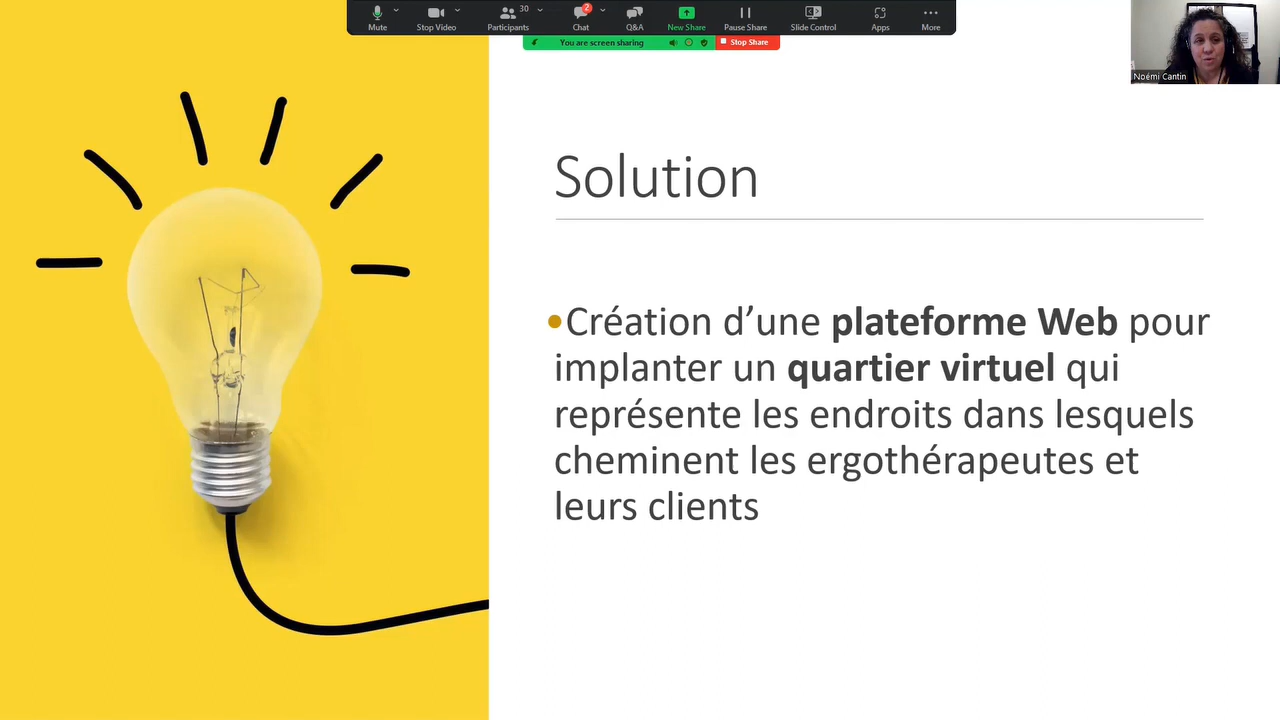 30
2
Mute
Stop Video
Participants
Chat
Q&A
New Share
Pause Share
Slide Control
Apps
More
You are screen sharing
Stop Share
Noémi Cantin
Solution
•Création d’une plateforme Web pour
implanter un quartier virtuel qui
représente les endroits dans lesquels
cheminent les ergothérapeutes et
leurs clients